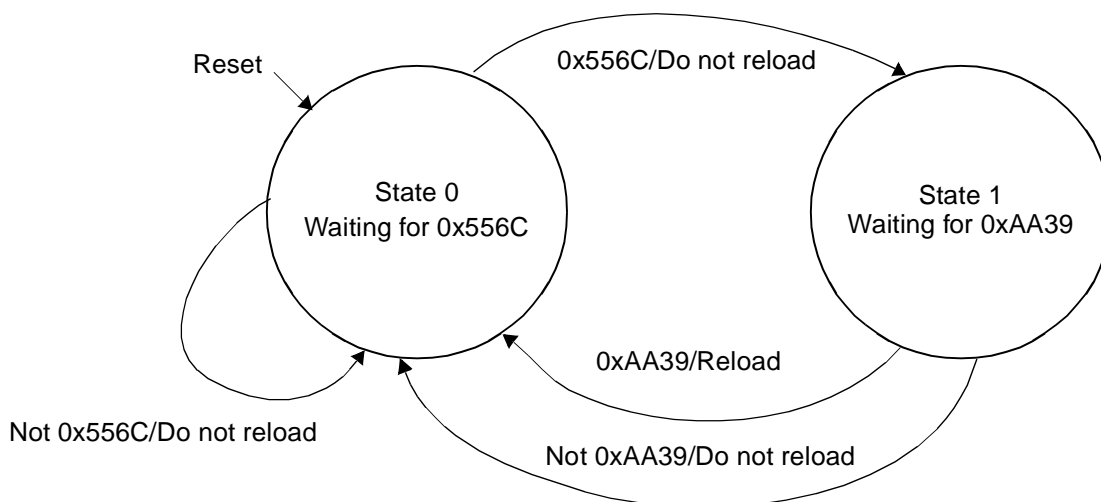 0x556C/Do not reload
Reset
State 0
Waiting for 0x556C
State 1
Waiting for 0xAA39
0xAA39/Reload
Not 0x556C/Do not reload
Not 0xAA39/Do not reload